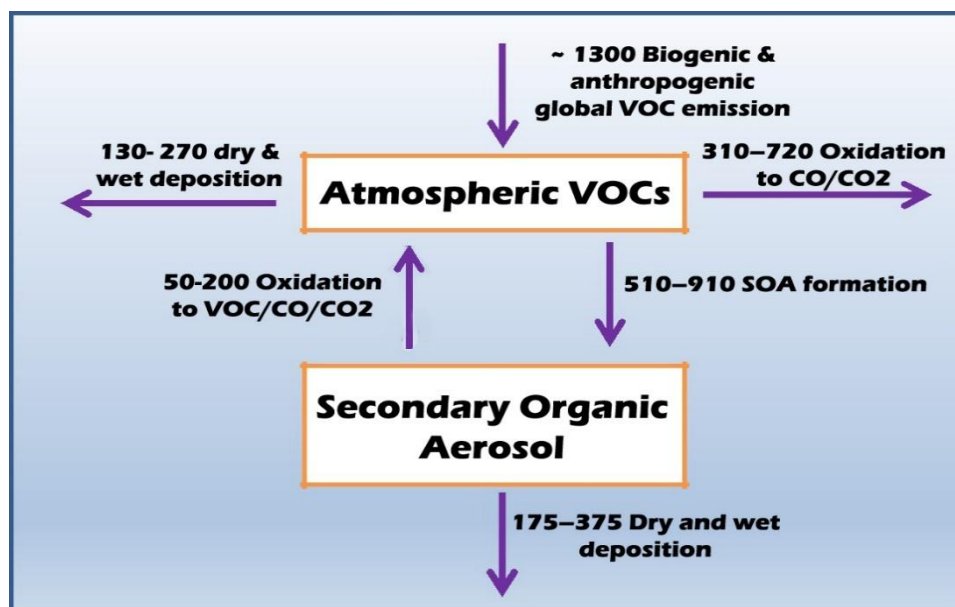 ~ 1300 Biogenic &
anthropogenic
global VOC emission
130- 270 dry &
wet deposition
Atmospheric VOCs
310–720 Oxidation
to CO/CO2
50-200 Oxidation
to VOC/CO/CO2
510–910 SOA formation
Secondary Organic
Aerosol
175–375 Dry and wet
deposition